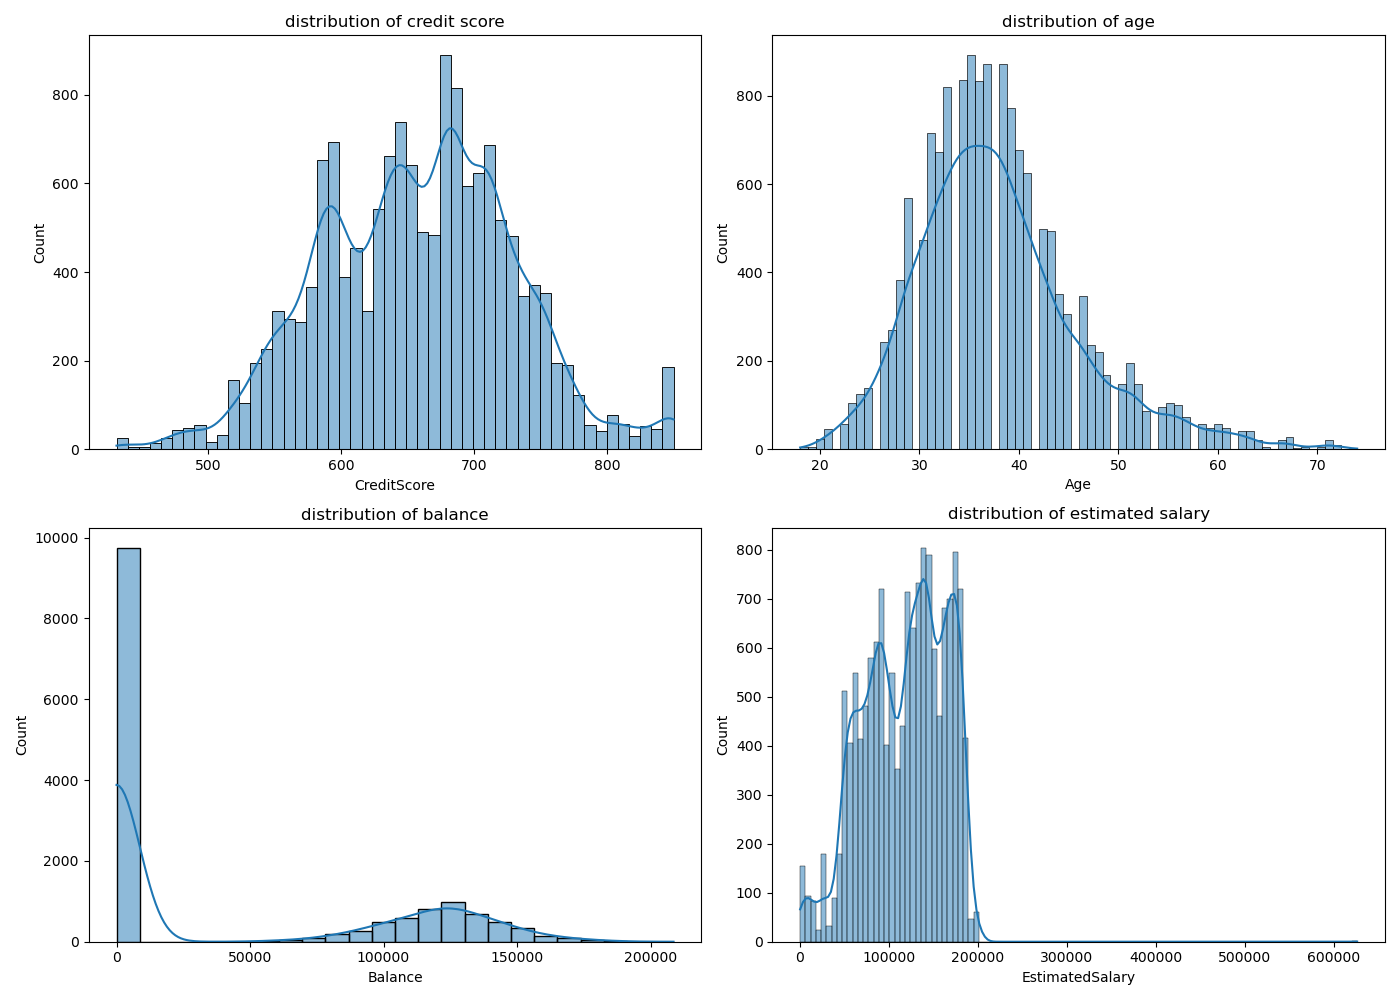 distribution of credit score
800
600
400
200
0
Count
500 600 700 800
CreditScore
distribution of age
800
600
400
200
0
Count
20 30 40 50 60 70
Age
distribution of balance
10000
8000
6000
4000
2000
0
Count
0 50000 100000 150000 200000
Balance
distribution of estimated salary
800
700
600
500
400
300
200
100
0
Count
0 100000 200000 300000 400000 500000 600000
EstimatedSalary